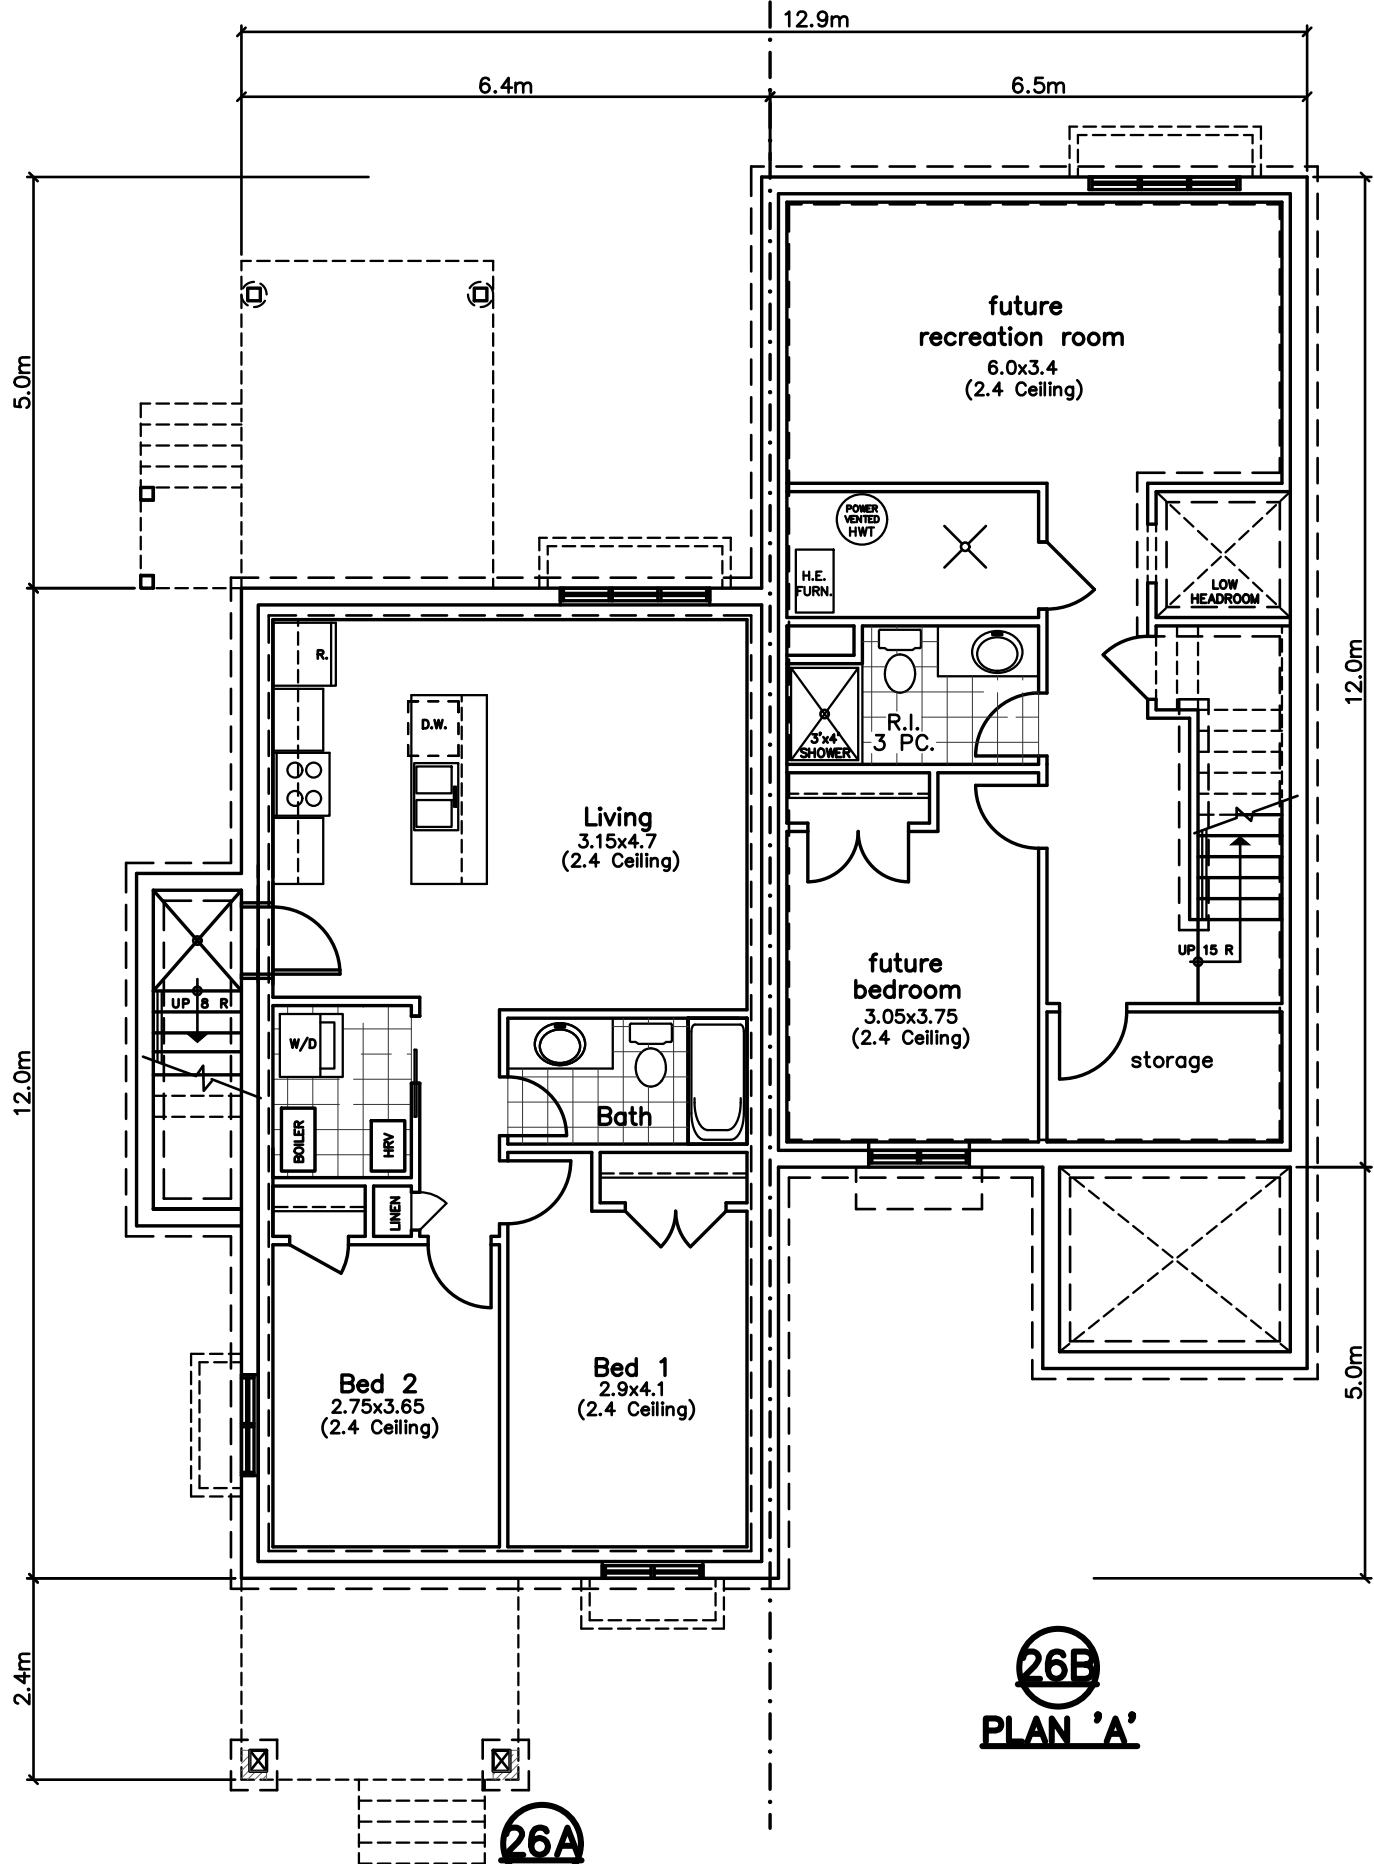 12.9m
6.4m
6.5m
5.0m
future
recreation room
6.0x3.4
(2.4 Ceiling)
POWER
VENTED
HWT
H.E.
FURN.
LOW
HEADROOM
12.0m
R.
D.W.
R.I.
3 PC.
3'x4'
SHOWER
Living
3.15x4.7
(2.4 Ceiling)
UP 15 R
future
bedroom
3.05x3.75
(2.4 Ceiling)
UP 8 R
W/D
storage
12.0m
Bath
BOILER
HRV
LINEN
Bed 1
2.9x4.1
(2.4 Ceiling)
Bed 2
2.75x3.65
(2.4 Ceiling)
5.0m
2.4m
26B
PLAN 'A'
26A